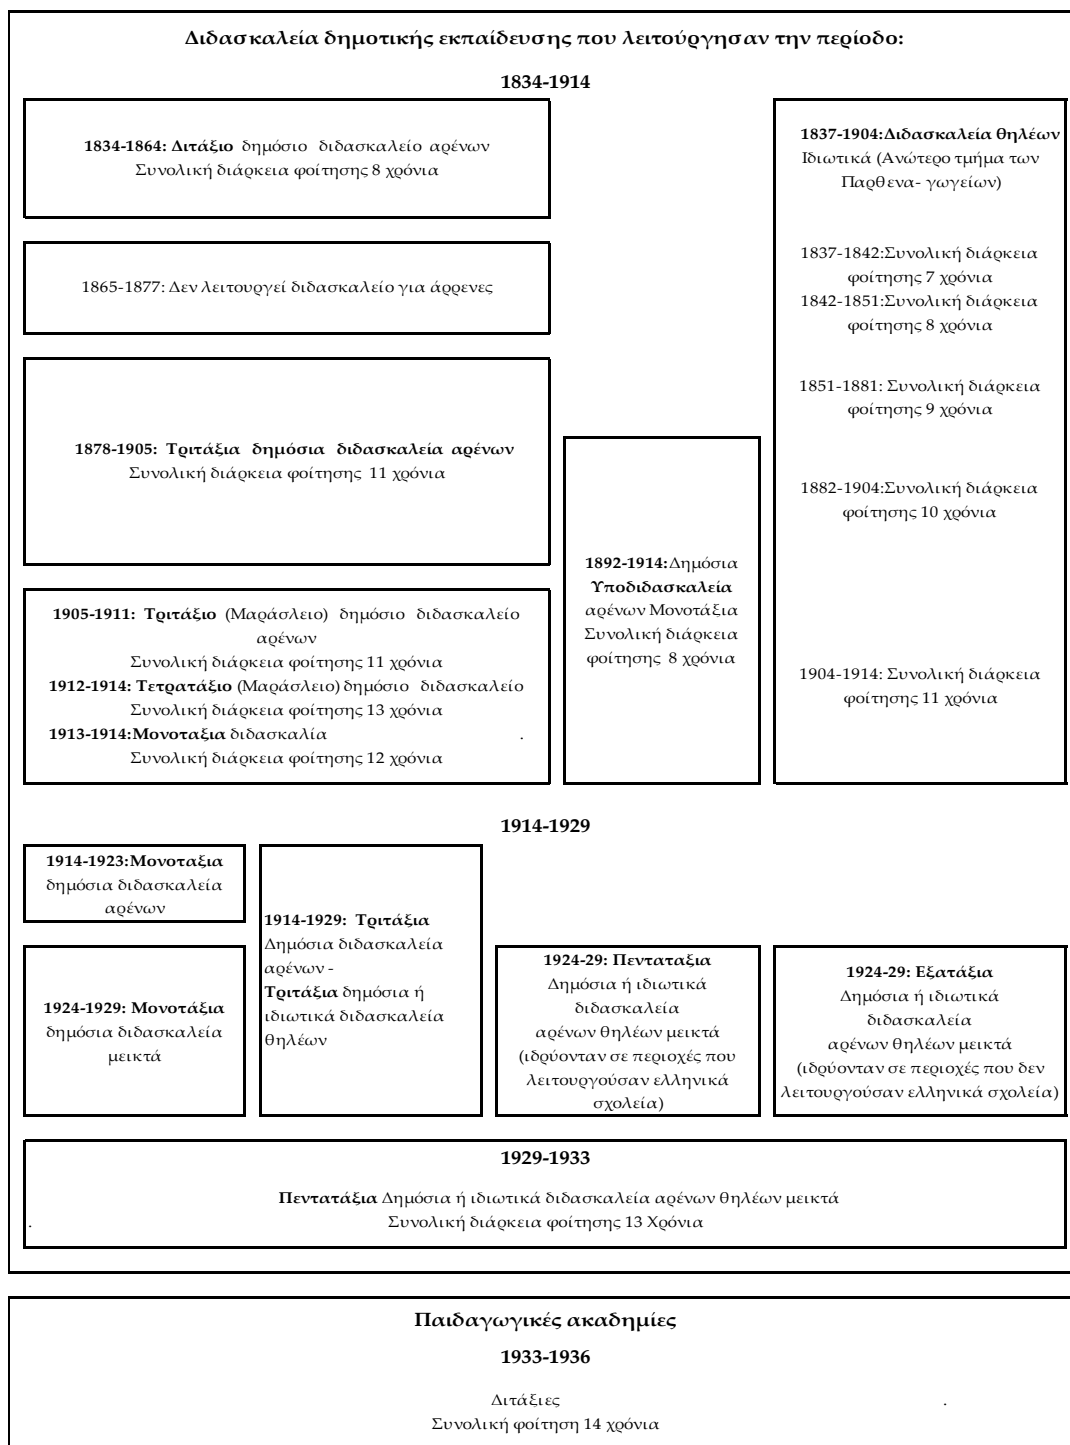 Διδασκαλεία δημοτικής εκπαίδευσης που λειτούργησαν την περίοδο:
1834-1914
1834-1864: Διτάξιο δημόσιο διδασκαλείο αρένων
Συνολική διάρκεια φοίτησης 8 χρόνια
1865-1877: Δεν λειτουργεί διδασκαλείο για άρρενες
1878-1905: Τριτάξια δημόσια διδασκαλεία αρένων
Συνολική διάρκεια φοίτησης 11 χρόνια
1905-1911: Τριτάξιο (Μαράσλειο) δημόσιο διδασκαλείο
αρένων
Συνολική διάρκεια φοίτησης 11 χρόνια
1912-1914: Τετρατάξιο (Μαράσλειο) δημόσιο διδασκαλείο
Συνολική διάρκεια φοίτησης 13 χρόνια
1913-1914:Μονοταξια διδασκαλία .
Συνολική διάρκεια φοίτησης 12 χρόνια
1892-1914:Δημόσια
Υποδιδασκαλεία
αρένων Μονοτάξια
Συνολική διάρκεια
φοίτησης 8 χρόνια
1837-1904:Διδασκαλεία θηλέων
Ιδιωτικά (Ανώτερο τμήμα των
Παρθενα- γωγείων)
1837-1842:Συνολική διάρκεια
φοίτησης 7 χρόνια
1842-1851:Συνολική διάρκεια
φοίτησης 8 χρόνια
1851-1881: Συνολική διάρκεια
φοίτησης 9 χρόνια
1882-1904:Συνολική διάρκεια
φοίτησης 10 χρόνια
1904-1914: Συνολική διάρκεια
φοίτησης 11 χρόνια
1914-1929
1914-1923:Μονοταξια
δημόσια διδασκαλεία
αρένων
1924-1929: Μονοτάξια
δημόσια διδασκαλεία
μεικτά
1914-1929: Τριτάξια
Δημόσια διδασκαλεία
αρένων -
Τριτάξια δημόσια ή
ιδιωτικά διδασκαλεία
θηλέων
1924-29: Πενταταξια
Δημόσια ή ιδιωτικά
διδασκαλεία
αρένων θηλέων μεικτά
(ιδρύονταν σε περιοχές που
λειτουργούσαν ελληνικά
σχολεία)
1924-29: Εξατάξια
Δημόσια ή ιδιωτικά
διδασκαλεία
αρένων θηλέων μεικτά
(ιδρύονταν σε περιοχές που δεν
λειτουργούσαν ελληνικά σχολεία)
1929-1933
Πεντατάξια Δημόσια ή ιδιωτικά διδασκαλεία αρένων θηλέων μεικτά
. Συνολική διάρκεια φοίτησης 13 Χρόνια
Παιδαγωγικές ακαδημίες
1933-1936
Διτάξιες .
Συνολική φοίτηση 14 χρόνια